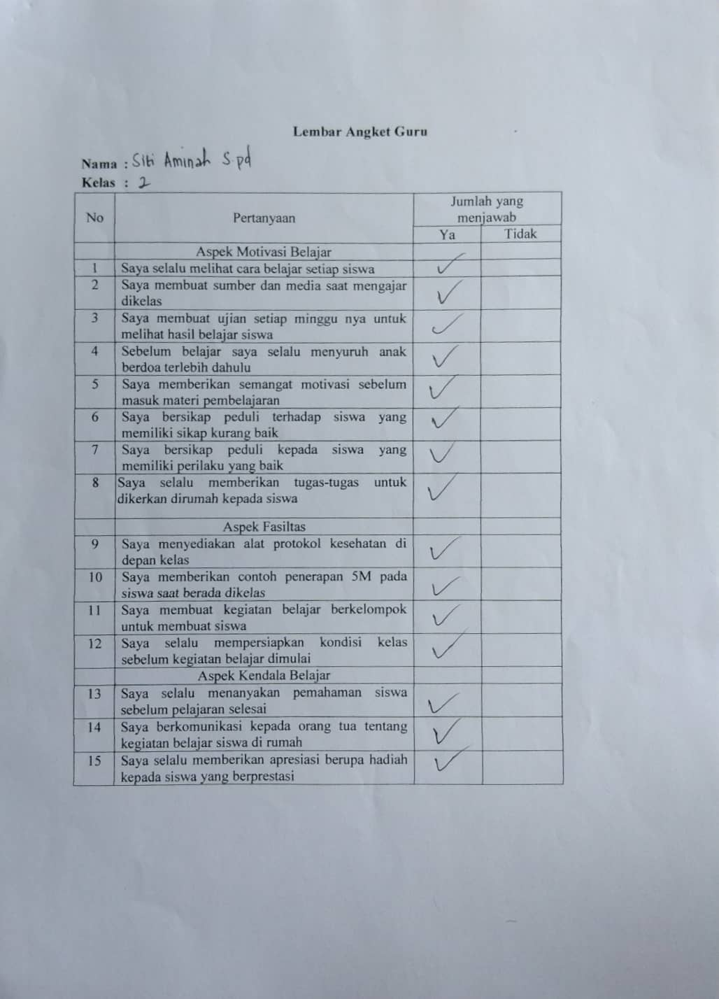 Lembar Angket Guru
Nama : Siti Aminah S.pd
Kelas : 2
No Pertanyaan Jumlah yang menjawab
Ya Tidak
Aspek Motivasi Belajar
1 Saya selalu melihat cara belajar setiap siswa ✓
2 Saya membuat sumber dan media saat mengajar ✓
dikelas
3 Saya membuat ujian setiap minggu nya untuk ✓
melihat hasil belajar siswa
4 Sebelum belajar saya selalu menyuruh anak ✓
berdoa terlebih dahulu
5 Saya memberikan semangat motivasi sebelum ✓
masuk materi pembelajaran
6 Saya bersikap peduli terhadap siswa yang ✓
memiliki sikap kurang baik
7 Saya bersikap peduli kepada siswa yang ✓
memiliki perilaku yang baik
8 Saya selalu memberikan tugas-tugas untuk ✓
dikerkan dirumah kepada siswa
Aspek Fasiltas
9 Saya menyediakan alat protokol kesehatan di ✓
depan kelas
10 Saya memberikan contoh penerapan 5M pada ✓
siswa saat berada dikelas
11 Saya membuat kegiatan belajar berkelompok ✓
untuk membuat siswa
12 Saya selalu mempersiapkan kondisi kelas ✓
sebelum kegiatan belajar dimulai
Aspek Kendala Belajar
13 Saya selalu menanyakan pemahaman siswa ✓
sebelum pelajaran selesai
14 Saya berkomunikasi kepada orang tua tentang ✓
kegiatan belajar siswa di rumah
15 Saya selalu memberikan apresiasi berupa hadiah ✓
kepada siswa yang berprestasi